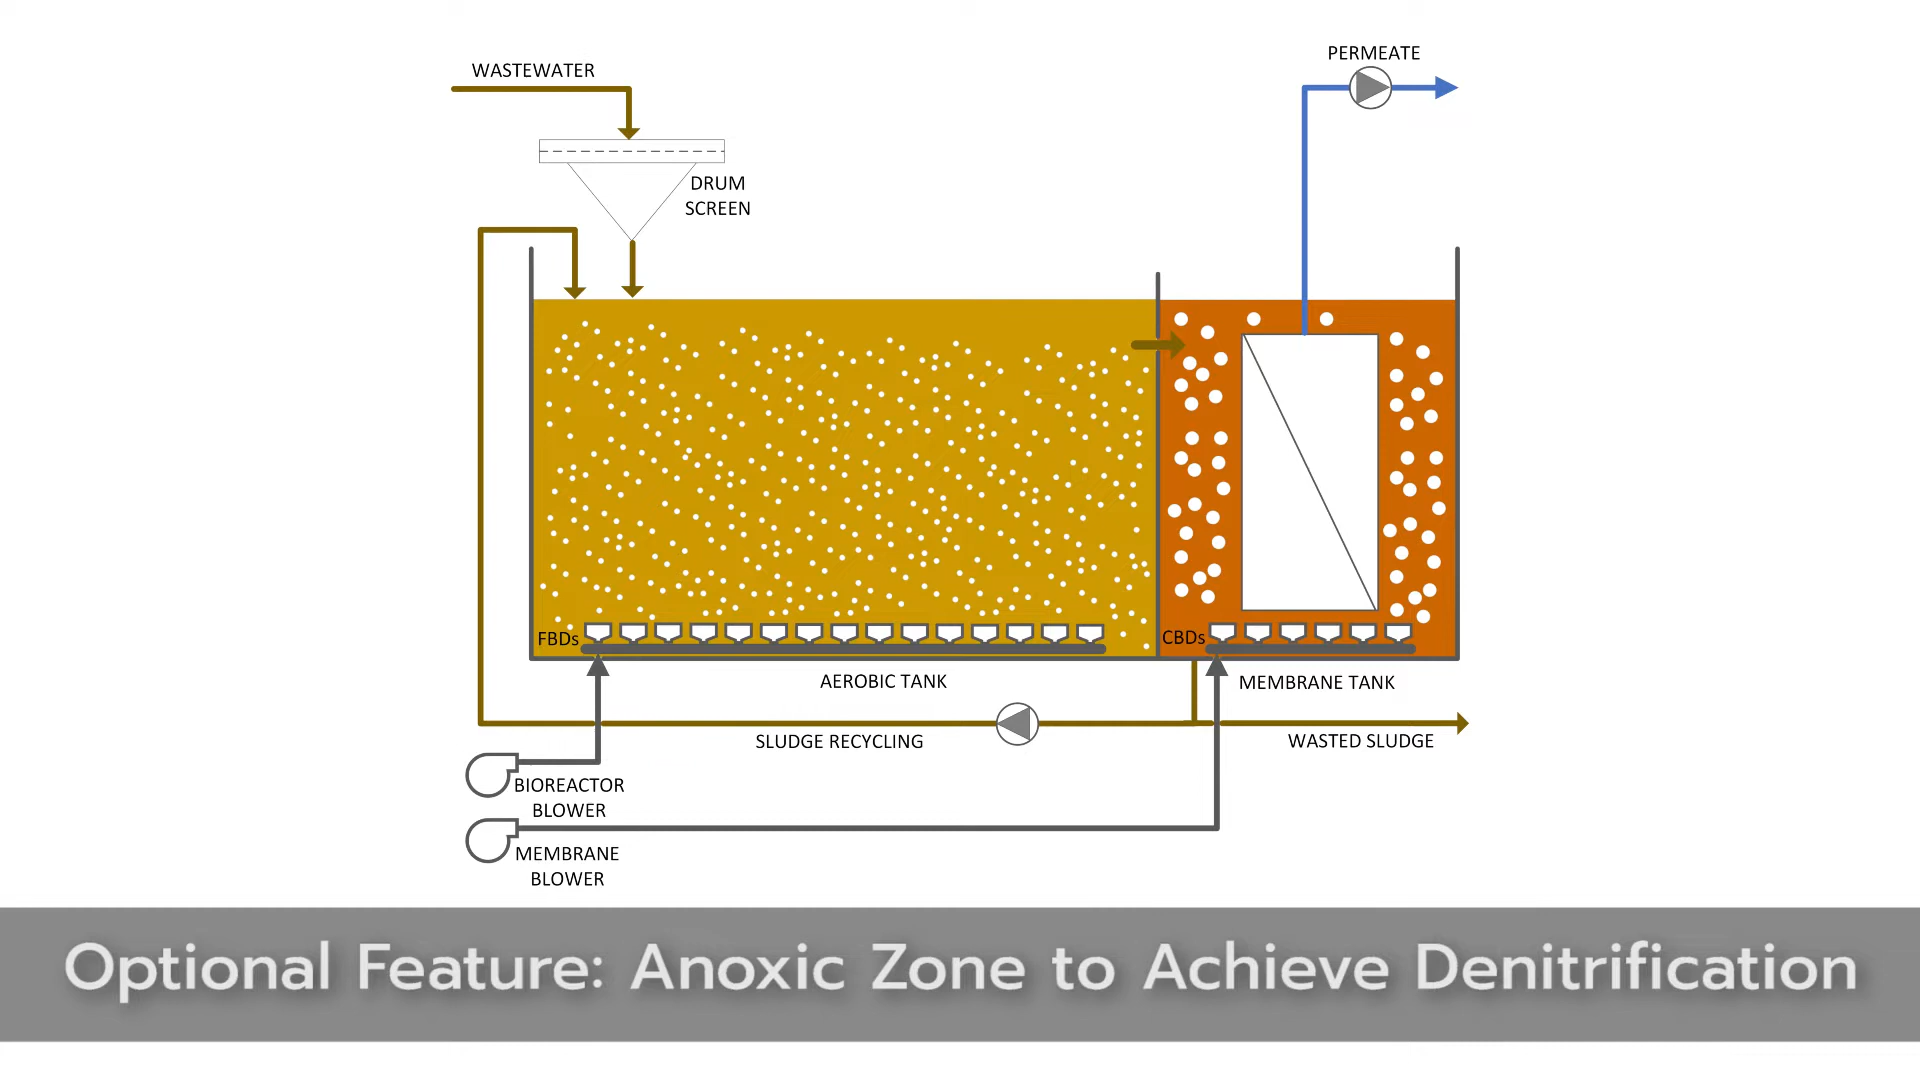 WASTEWATER
PERMEATE
DRUM
SCREEN
FBDs
CBDs
AEROBIC TANK
MEMBRANE TANK
SLUDGE RECYCLING
WASTED SLUDGE
BIOREACTOR
BLOWER
MEMBRANE
BLOWER
Optional Feature: Anoxic Zone to Achieve Denitrification